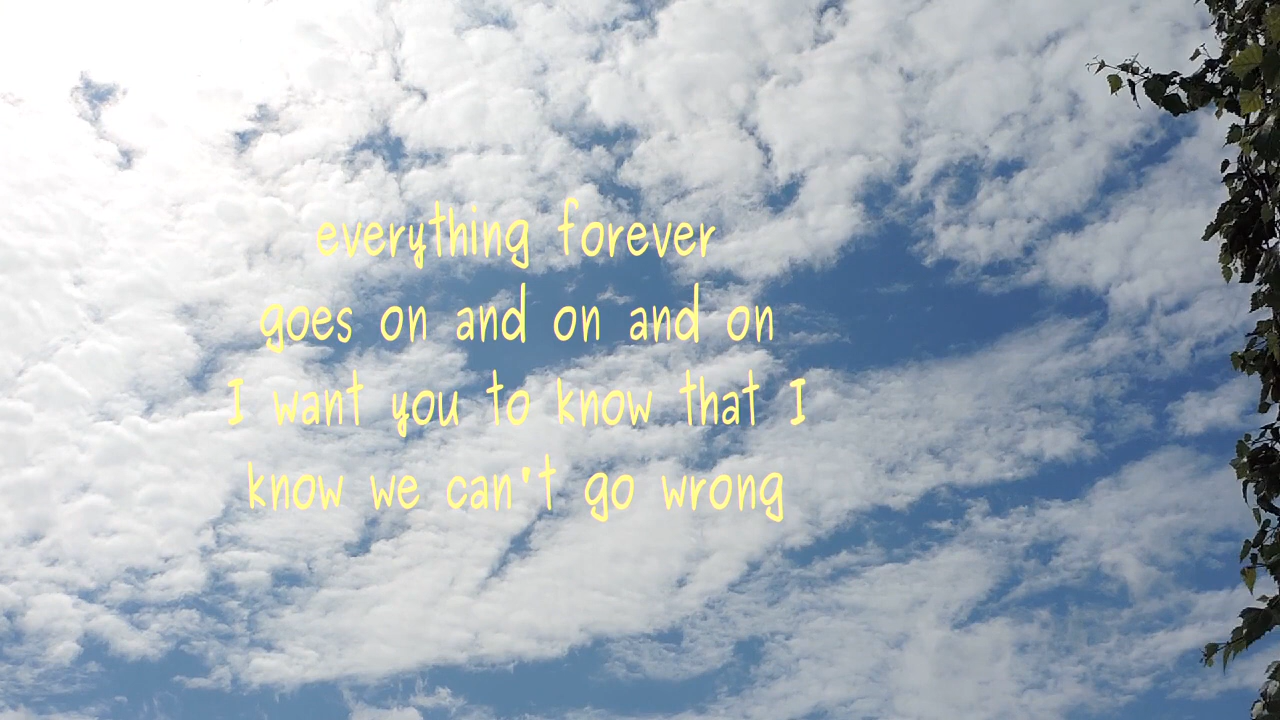 everything forever
goes on and on and on
I want you to know that I
know we can't go wrong